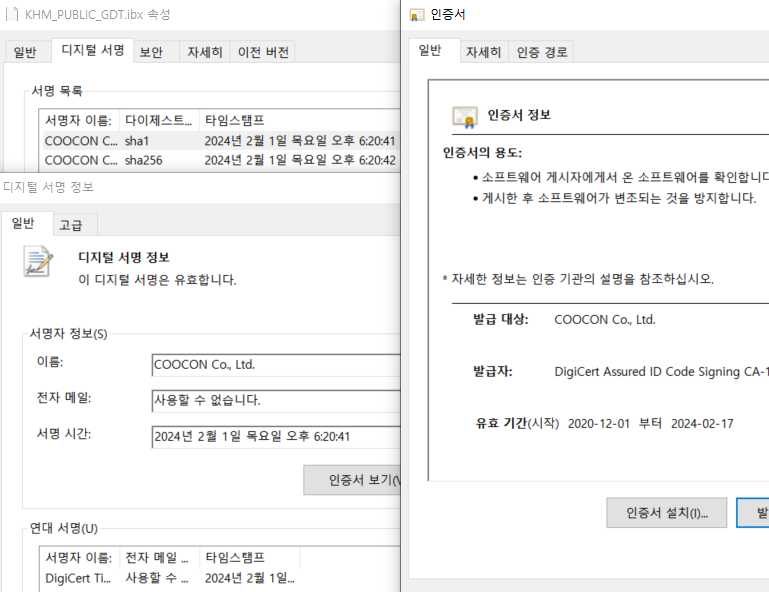 KHM_PUBLIC_GDT.ibx 속성
일반 디지털 서명 보안 자세히 이전 버전
서명 목록
서명자 이름: 다이제스트... 타임스탬프
COOCON C... sha1 2024년 2월 1일 목요일 오후 6:20:41
COOCON C... sha256 2024년 2월 1일 목요일 오후 6:20:42
디지털 서명 정보
일반 고급
디지털 서명 정보
이 디지털 서명은 유효합니다.
서명자 정보(S)
이름: COOCON Co., Ltd.
전자 메일: 사용할 수 없습니다.
서명 시간: 2024년 2월 1일 목요일 오후 6:20:41
인증서 보기(V
연대 서명(U)
서명자 이름: 전자 메일 ... 타임스탬프
DigiCert Ti... 사용할 수 ... 2024년 2월 1일...
인증서
일반 자세히 인증 경로
인증서 정보
인증서의 용도:
• 소프트웨어 게시자에게서 온 소프트웨어를 확인합니다
• 게시한 후 소프트웨어가 변조되는 것을 방지합니다.
* 자세한 정보는 인증 기관의 설명을 참조하십시오.
발급 대상: COOCON Co., Ltd.
발급자: DigiCert Assured ID Code Signing CA-1
유효 기간(시작) 2020-12-01 부터 2024-02-17
인증서 설치(I)... 발